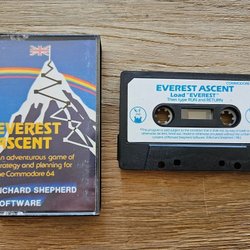 EVEREST
ASCENT
An adventurous game of
strategy and planning for
the Commodore 64
RICHARD SHEPHERD
SOFTWARE
EVEREST ASCENT
COMMODORE
Load "EVEREST"
Then type RUN and RETURN